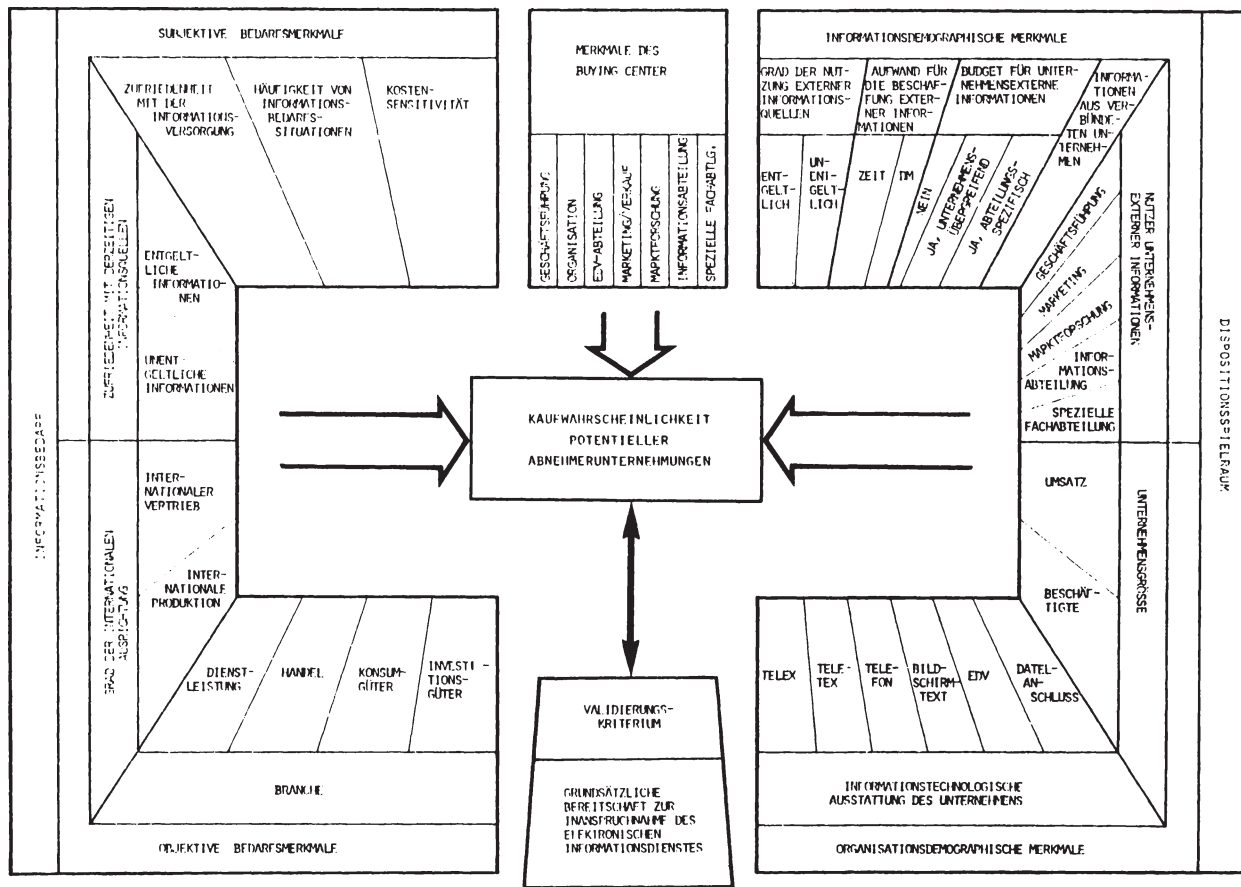 INFORMATIONSBEDARF
SUBJEKTIVE BEDARFSMERKMALE
ZUFRIEDENHEIT
MIT DER
INFORMATIONS-
VERSORGUNG
HÄUFIGKEIT VON
INFORMATIONS-
BEDARFS-
SITUATIONEN
KOSTEN-
SENSITIVITÄT
ZUFRIEDENHEIT MIT DERZEITIGEN
INFORMATIONSQUELLEN
ENTGELT-
LICHE
INFORMATIO-
NEN
UNENT-
GELTLICHE
INFORMATIONEN
GRAD DER INTERNATIONALEN
AUSRICHTUNG
INTER-
NATIONALER
VERTRIEB
INTER-
NATIONALE
PRODUKTION
DIENST-
LEISTUNG
HANDEL
KONSUM-
GÜTER
INVESTI-
TIONS-
GÜTER
BRANCHE
OBJEKTIVE BEDARFSMERKMALE
MERKMALE DES
BUYING CENTER
GESCHÄFTSFÜHRUNG
ORGANISATION
EDV-ABTEILUNG
MARKETING/VERKAUF
MARKTFORSCHUNG
INFORMATIONSABTEILUNG
SPEZIELLE FACHABTLG.
KAUFWAHRSCHEINLICHKEIT
POTENTIELLER
ABNEHMERUNTERNEHMUNGEN
VALIDIERUNGS-
KRITERIUM
GRUNDSÄTZLICHE
BEREITSCHAFT ZUR
INANSPRUCHNAHME DES
ELEKTRONISCHEN
INFORMATIONSDIENSTES
INFORMATIONSDEMOGRAPHISCHE MERKMALE
GRAD DER NUT-
ZUNG EXTERNER
INFORMATIONS-
QUELLEN
AUFWAND FÜR
DIE BESCHAF-
FUNG EXTER-
NER INFOR-
MATIONEN
BUDGET FÜR UNTER-
NEHMENSEXTERNE
INFORMATIONEN
INFORMA-
TIONEN
AUS VER-
BÜNDE-
TEN UN-
TERNEH-
MEN
ENT-
GELT-
LICH
UN-
ENTI-
GELT-
LICH
ZEIT
DM
NEIN
JA, UNTERNEHMENS-
ÜBERGREIFEND
JA, ABTEILUNGS-
SPEZIFISCH
GESCHÄFTSFÜHRUNG
MARKETING
MARKTFORSCHUNG
INFOR-
MATIONS-
ABTEILUNG
SPEZIELLE
FACHABTEILUNG
NUTZER UNTERNEHMENS-
EXTERNER INFORMATIONEN
UMSATZ
BESCHÄF-
TIGTE
UNTERNEHMENSGRÖSSE
TELEX
TELE-
TEX
TELE-
FON
BILD-
SCHIRM-
TEXT
EDV
DATEL-
AN-
SCHLUSS
INFORMATIONSTECHNOLOGISCHE
AUSSTATTUNG DES UNTERNEHMENS
ORGANISATIONSDEMOGRAPHISCHE MERKMALE
DISPOSITIONSSPIELRAUM